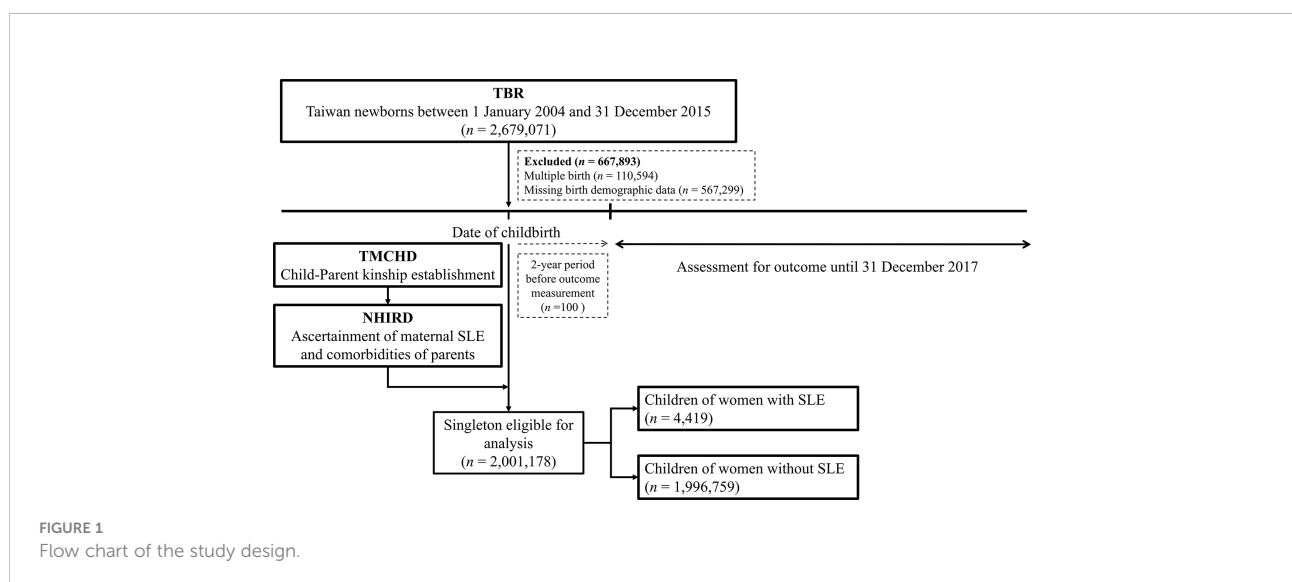 TBR
Taiwan newborns between 1 January 2004 and 31 December 2015
(n = 2,679,071)
Excluded (n = 667,893)
Multiple birth (n = 110,594)
Missing birth demographic data (n = 567,299)
Date of childbirth
TMCHD
Child-Parent kinship establishment
2-year period
before outcome
measurement
(n =100 )
Assessment for outcome until 31 December 2017
NHIRD
Ascertainment of maternal SLE
and comorbidities of parents
Singleton eligible for
analysis
(n = 2,001,178)
Children of women with SLE
(n = 4,419)
Children of women without SLE
(n = 1,996,759)
FIGURE 1
Flow chart of the study design.